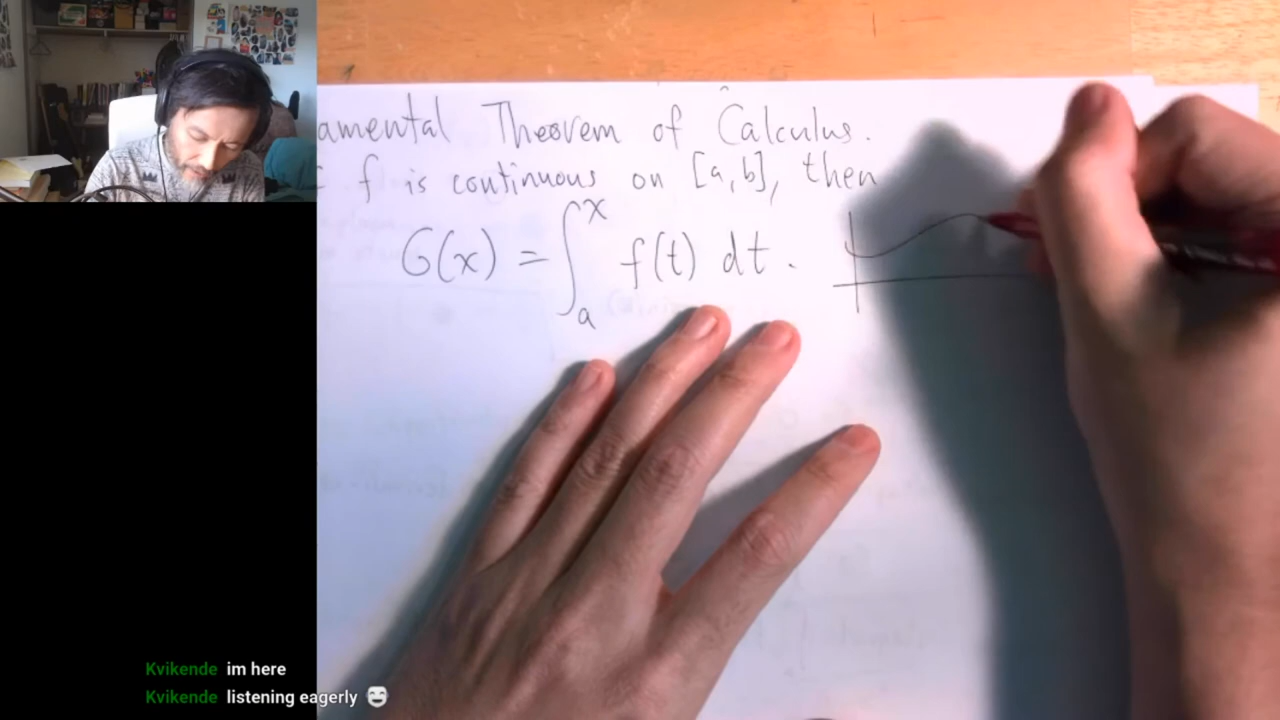 amental Theorem of Calculus.
f is continuous on [a,b], then
G(x) = ∫ₐˣ f(t) dt.
Kvikende im here
Kvikende listening eagerly 😄